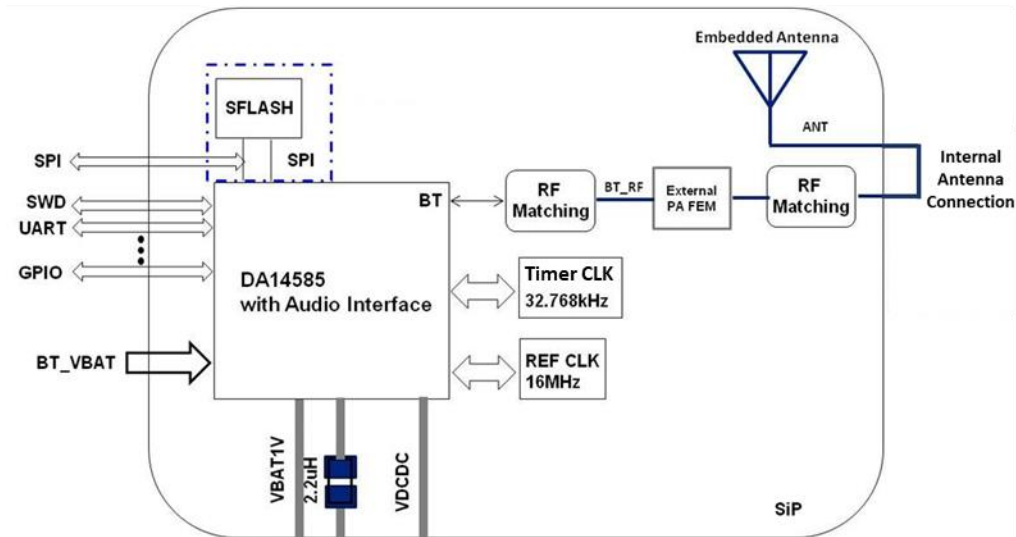 Embedded Antenna
SFLASH
ANT
SPI
SPI
Internal
Antenna
Connection
SWD
UART
GPIO
BT
RF
Matching
BT_RF
External
PA FEM
RF
Matching
DA14585
with Audio Interface
Timer CLK
32.768kHz
BT_VBAT
REF CLK
16MHz
VBAT1V
2.2uH
VDCDC
SiP